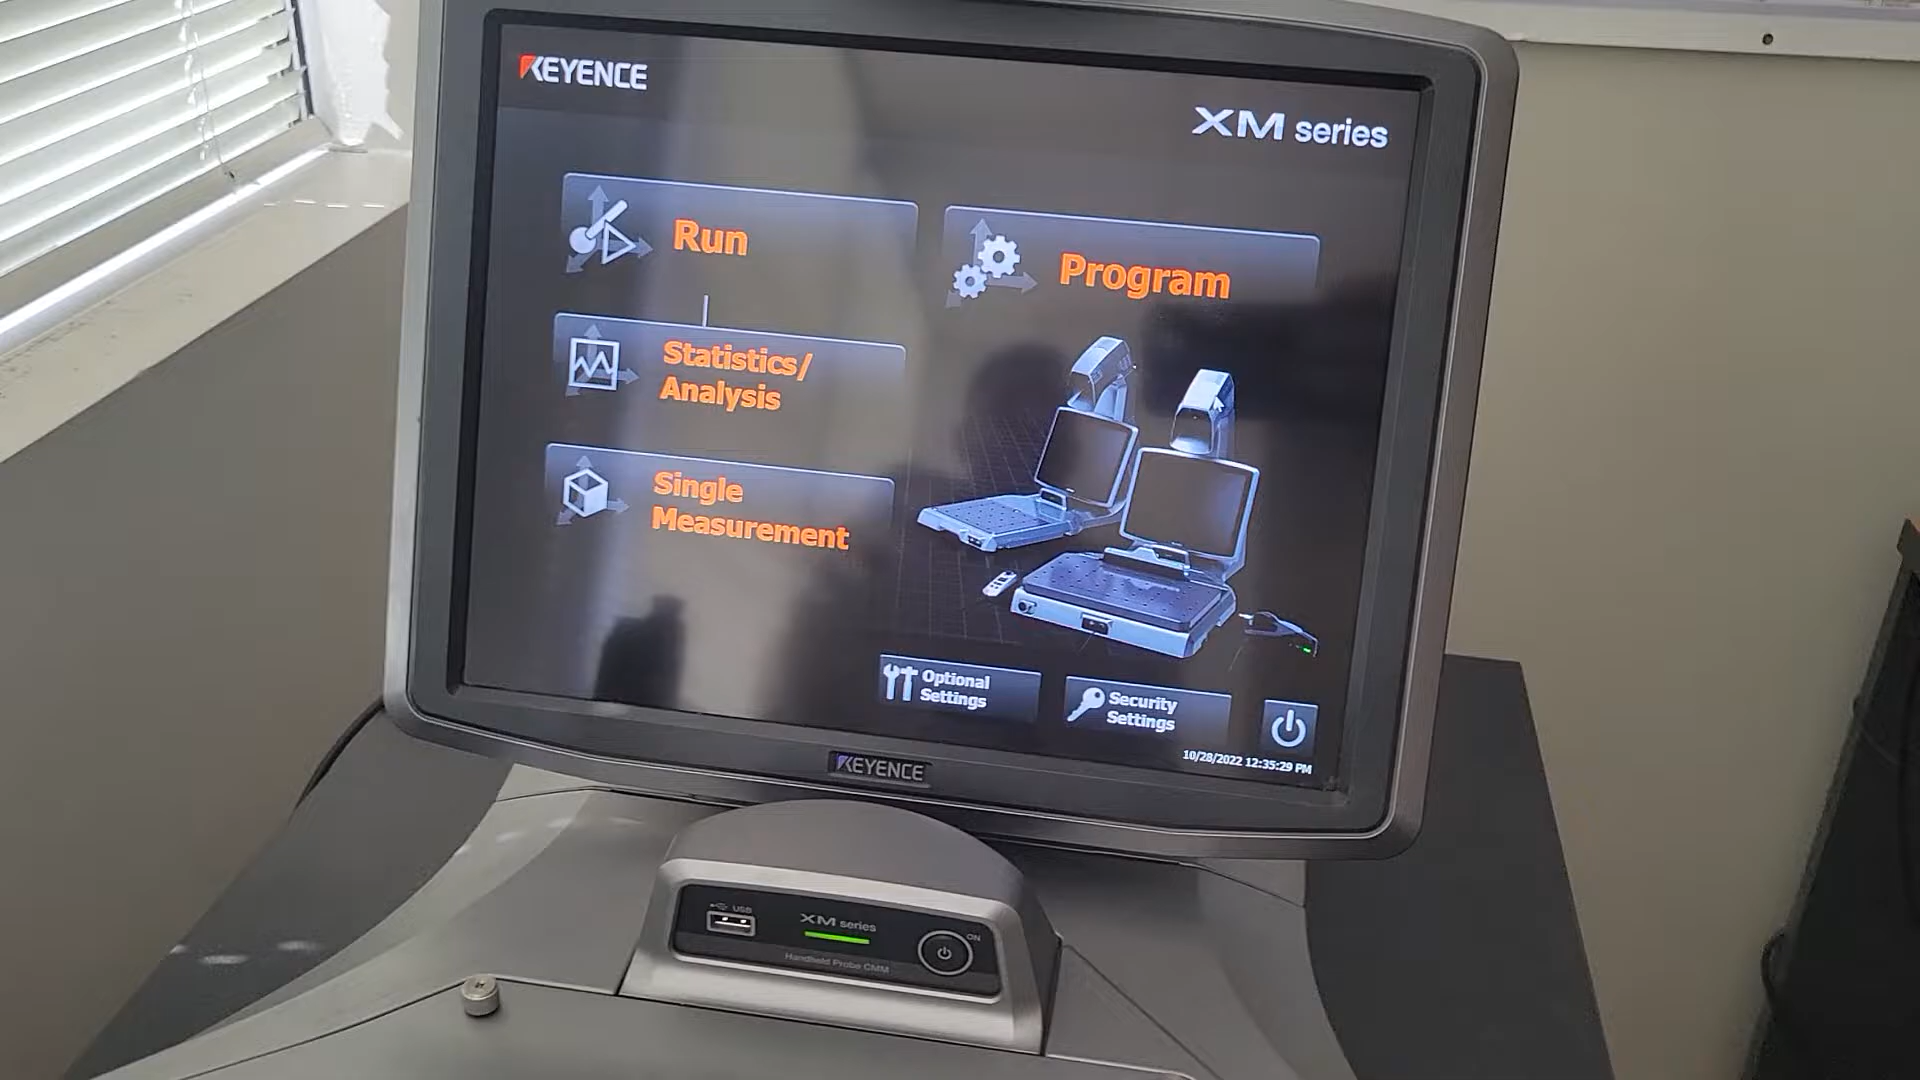 KEYENCE
XM series
Run
Program
Statistics/
Analysis
Single
Measurement
Optional
Settings
Security
Settings
10/28/2022 12:35:29 PM
KEYENCE
USB
XM series
ON
Handheld Probe CMM